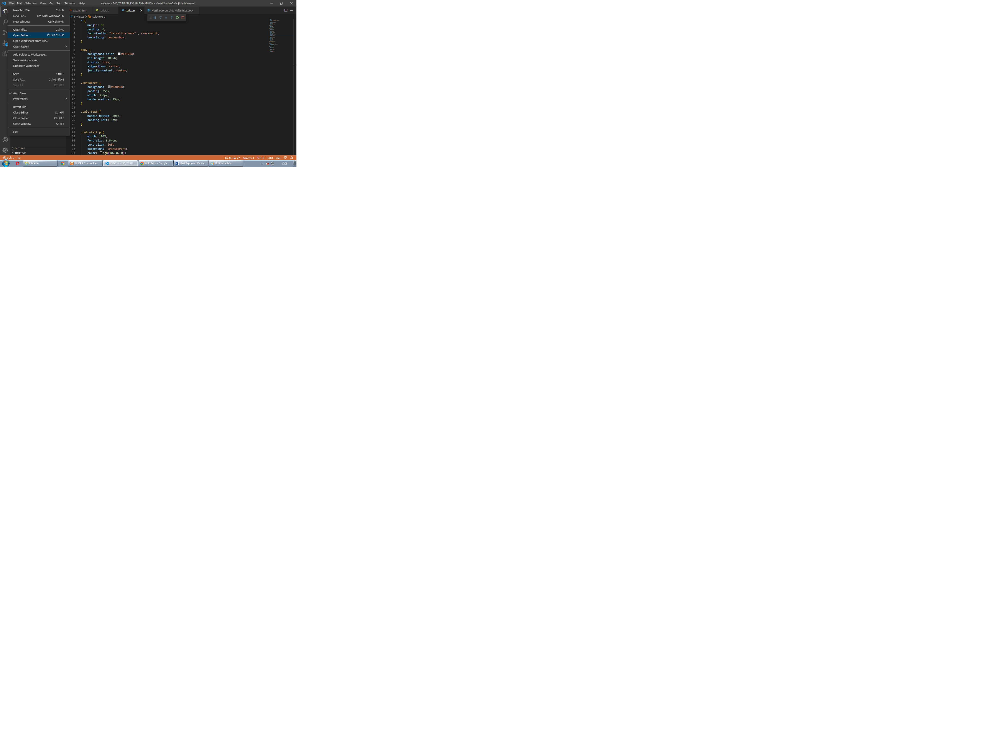 File Edit Selection View Go Run Terminal Help
style.css - 240_XII PPLG1_EXSAN RAMADHAN - Visual Studio Code [Administrator]
New Text File Ctrl+N
New File... Ctrl+Alt+Windows+N
New Window Ctrl+Shift+N
Open File... Ctrl+O
Open Folder... Ctrl+K Ctrl+O
Open Workspace from File...
Open Recent
Add Folder to Workspace...
Save Workspace As...
Duplicate Workspace
Save Ctrl+S
Save As... Ctrl+Shift+S
Save All Ctrl+K S
Auto Save
Preferences
Revert File
Close Editor Ctrl+F4
Close Folder Ctrl+K F
Close Window Alt+F4
Exit
OUTLINE
TIMELINE
exsan.html JS script.js # style.css Hasil laporan UKK Kalkulator.docx
# style.css > .calc-text p
1 * {
2 margin: 0;
3 padding: 0;
4 font-family: "Helvetica Neue" , sans-serif;
5 box-sizing: border-box;
6 }
7
8 body {
9 background-color: #f3f7fa;
10 min-height: 100vh;
11 display: flex;
12 align-items: center;
13 justify-content: center;
14 }
15
16 .container {
17 background: #8d8b8b;
18 padding: 25px;
19 width: 350px;
20 border-radius: 15px;
21 }
22
23 .calc-text {
24 margin-bottom: 20px;
25 padding-left: 5px;
26 }
27
28 .calc-text p {
29 width: 100%;
30 font-size: 3.5rem;
31 text-align: left;
32 background: transparent;
33 color: rgb(10, 0, 0);
0 0 Ln 38, Col 27 Spaces: 4 UTF-8 CRLF CSS
Libraries XAMPP Control Pan... style.css - 240_XII PP... Kalkulator - Google ... Hasil laporan UKK Ka... Untitled - Paint 10:08